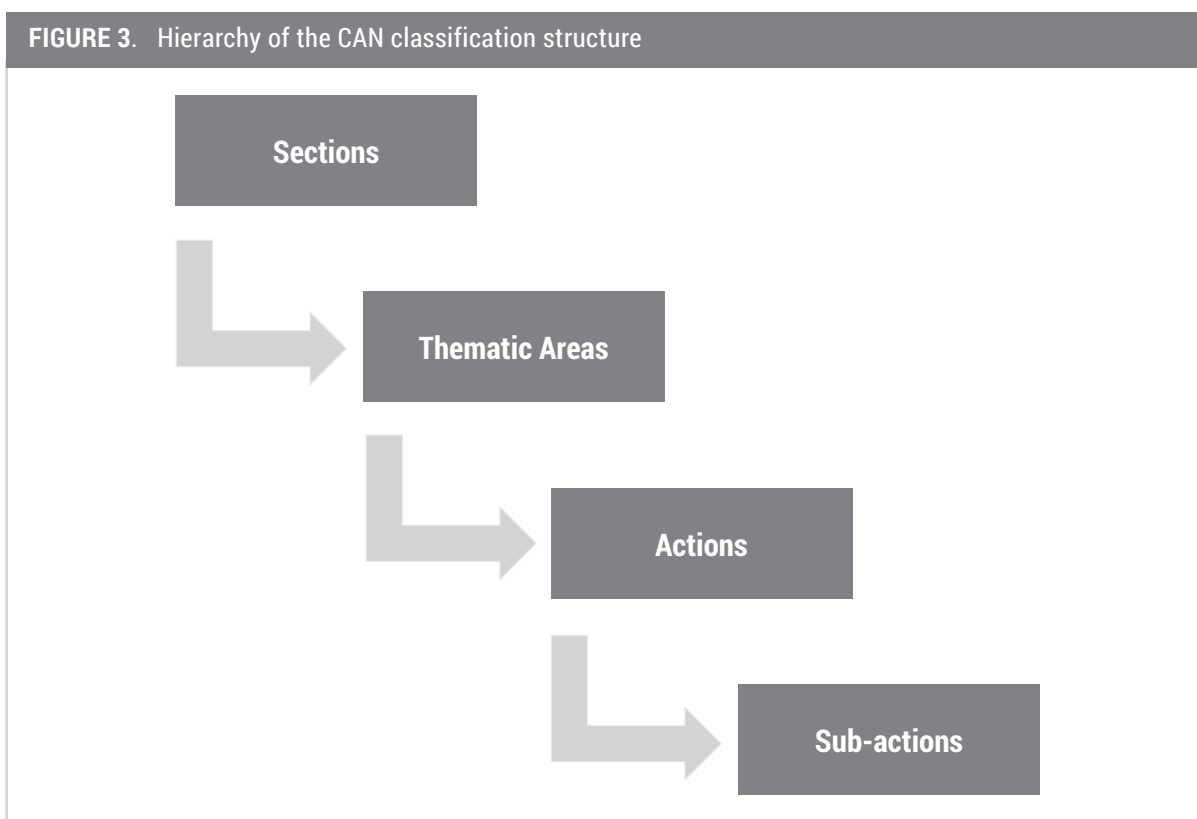 FIGURE 3. Hierarchy of the CAN classification structure
Sections
Thematic Areas
Actions
Sub-actions